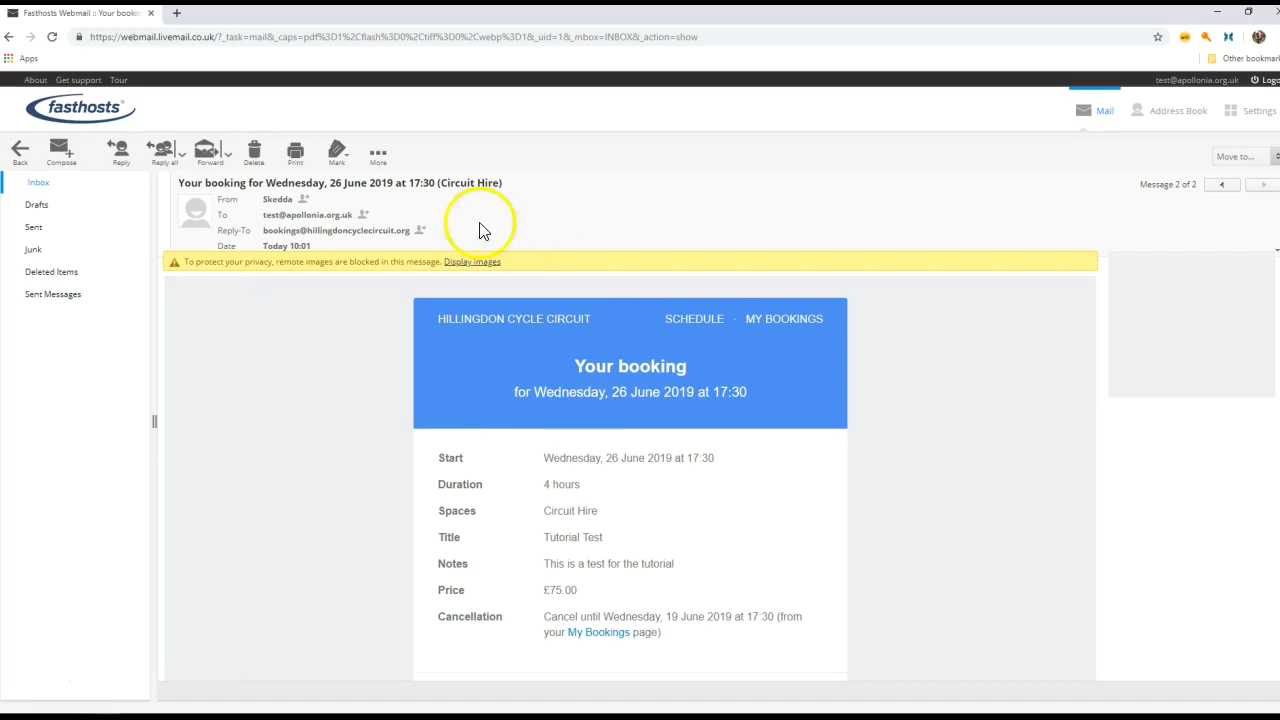 Fasthosts Webmail :: Your bookin
https://webmail.livemail.co.uk/?_task=mail&_caps=pdf%3D1%2Cflash%3D0%2Ctiff%3D0%2Cwebp%3D1&_uid=1&_mbox=INBOX&_action=show
Apps
Other bookmark
About Get support Tour
test@apollonia.org.uk Logo
fasthosts
Mail Address Book Settings
Back Compose Reply Reply all Forward Delete Print Mark More
Move to...
Inbox
Drafts
Sent
Junk
Deleted Items
Sent Messages
Your booking for Wednesday, 26 June 2019 at 17:30 (Circuit Hire)
Message 2 of 2
From Skedda
To test@apollonia.org.uk
Reply-To bookings@hillingdoncyclecircuit.org
Date Today 10:01
To protect your privacy, remote images are blocked in this message. Display images
HILLINGDON CYCLE CIRCUIT SCHEDULE · MY BOOKINGS
Your booking
for Wednesday, 26 June 2019 at 17:30
Start Wednesday, 26 June 2019 at 17:30
Duration 4 hours
Spaces Circuit Hire
Title Tutorial Test
Notes This is a test for the tutorial
Price £75.00
Cancellation Cancel until Wednesday, 19 June 2019 at 17:30 (from
your My Bookings page)